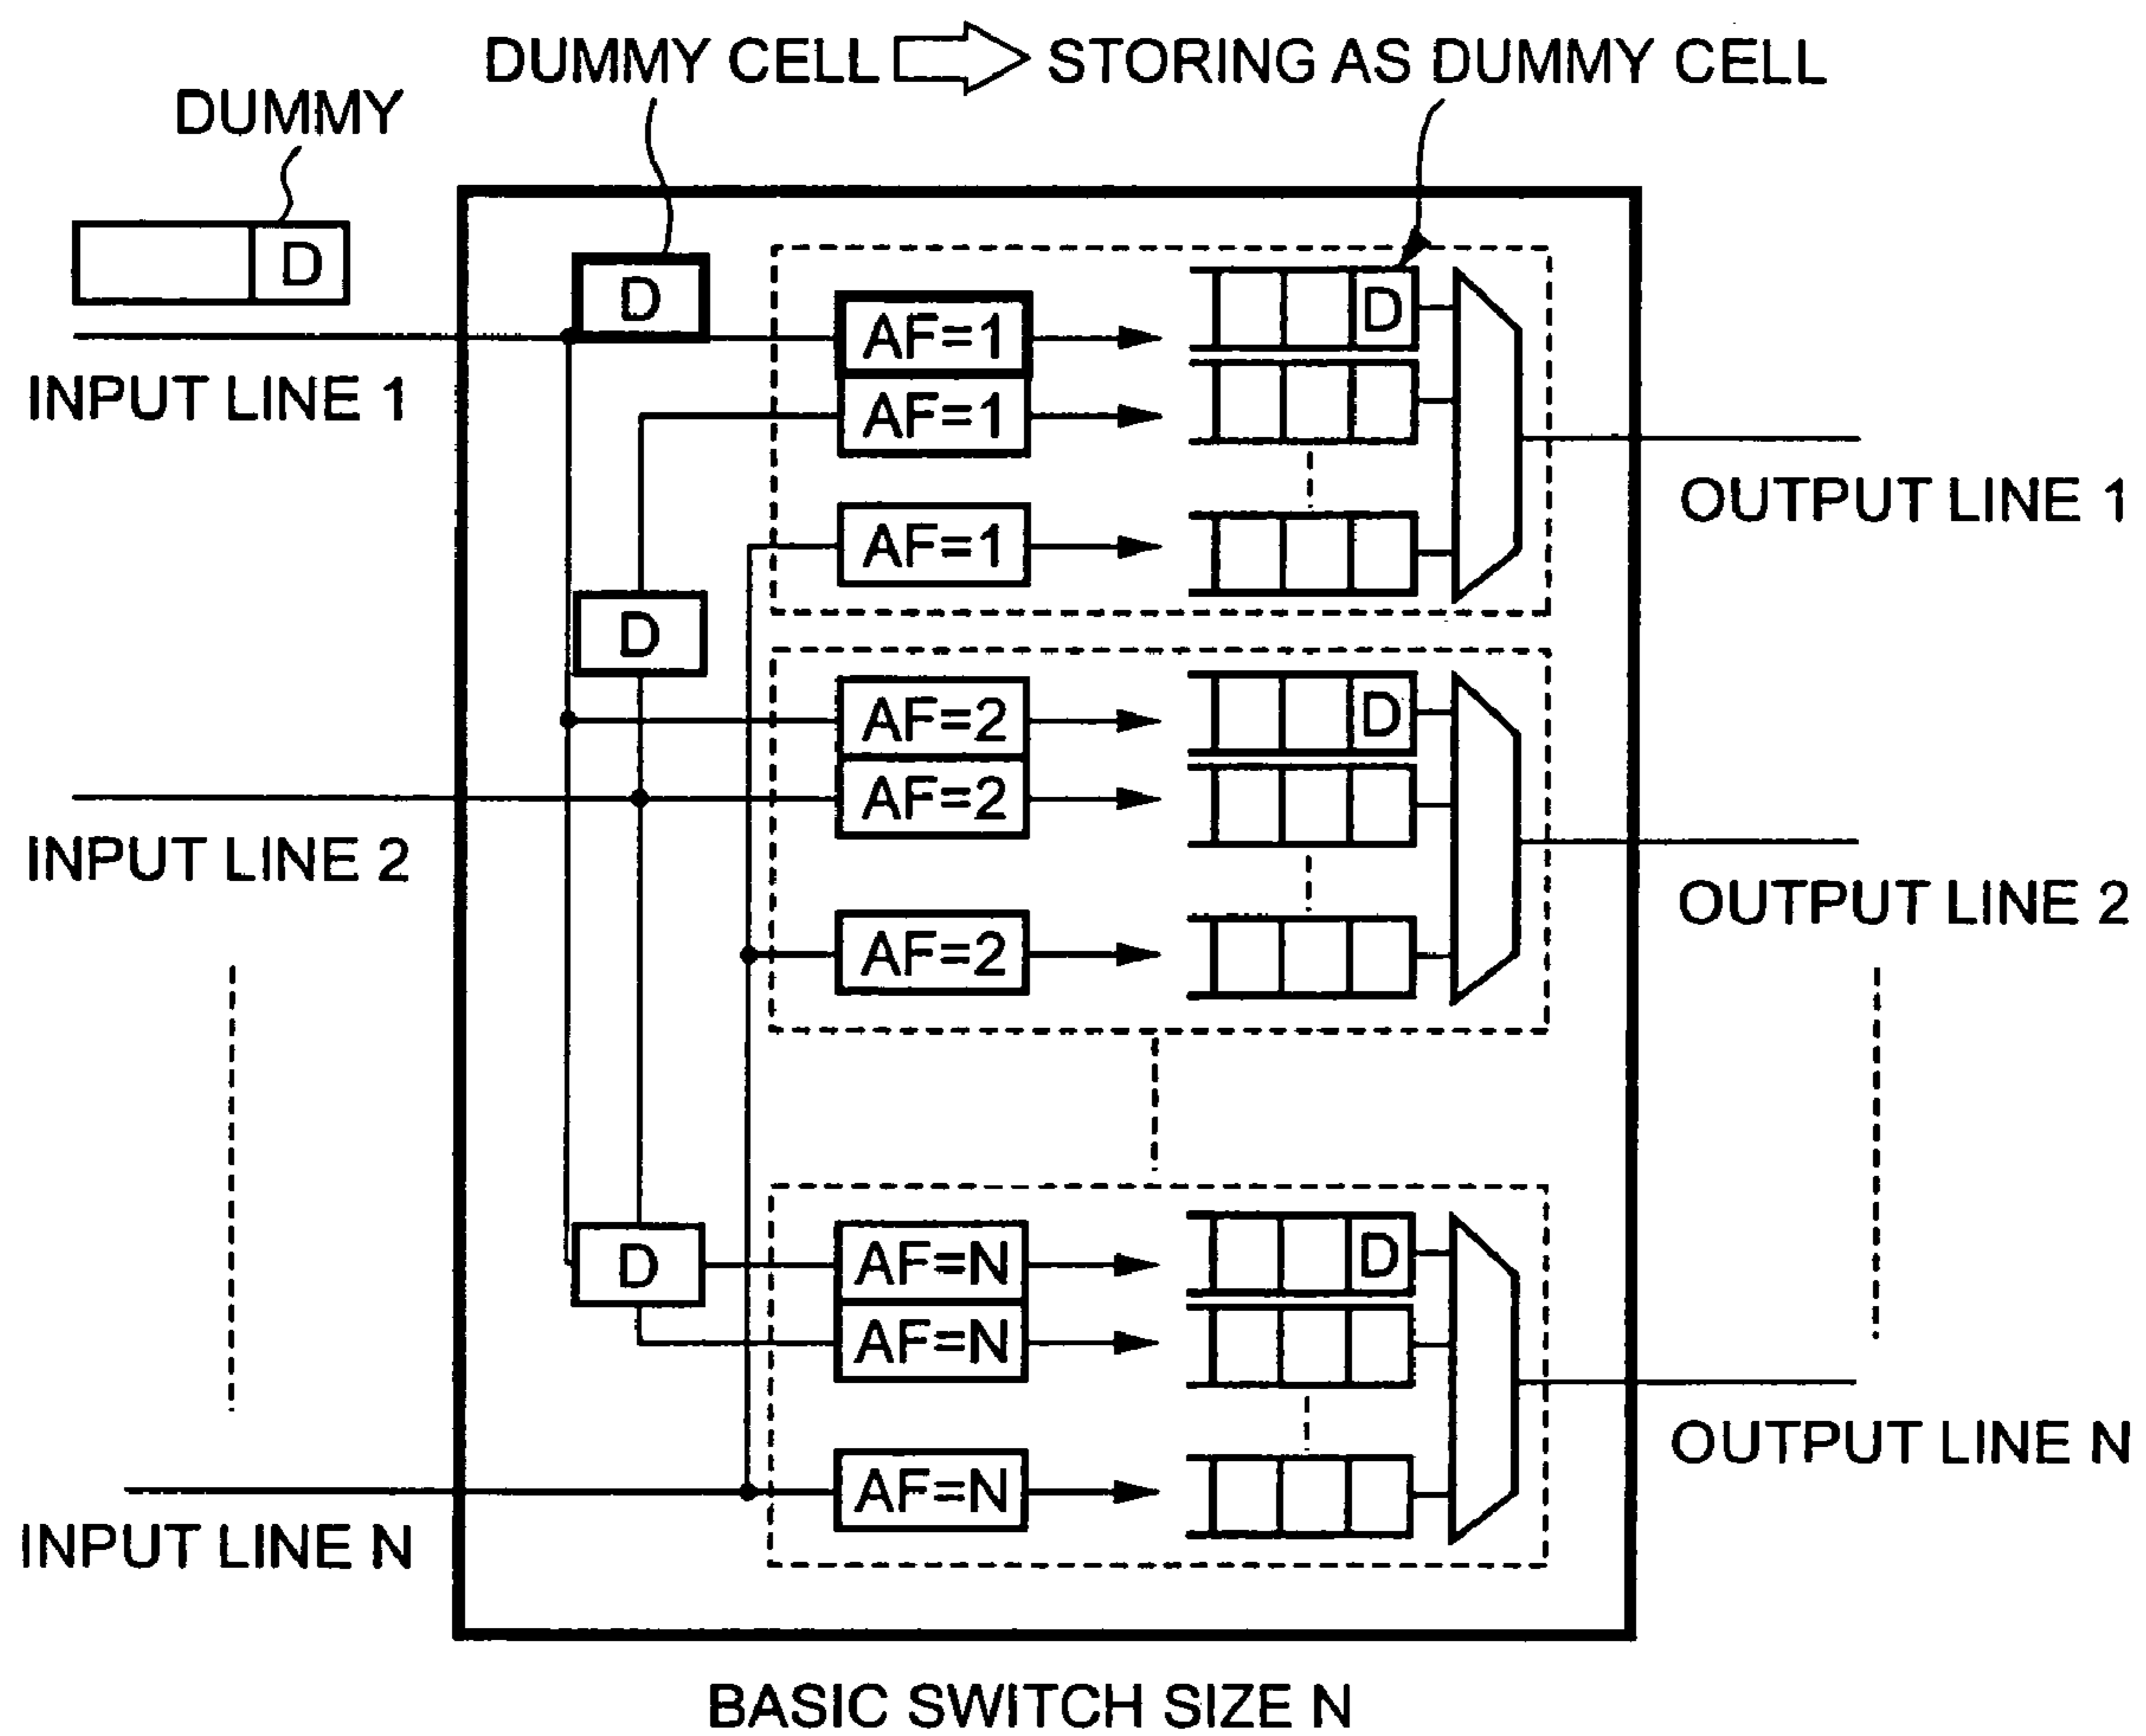 DUMMY CELL ⇨ STORING AS DUMMY CELL
DUMMY
D
D
INPUT LINE 1
AF=1
D
AF=1
AF=1
OUTPUT LINE 1
D
AF=2
D
AF=2
INPUT LINE 2
AF=2
OUTPUT LINE 2
D
AF=N
D
AF=N
AF=N
OUTPUT LINE N
INPUT LINE N
BASIC SWITCH SIZE N